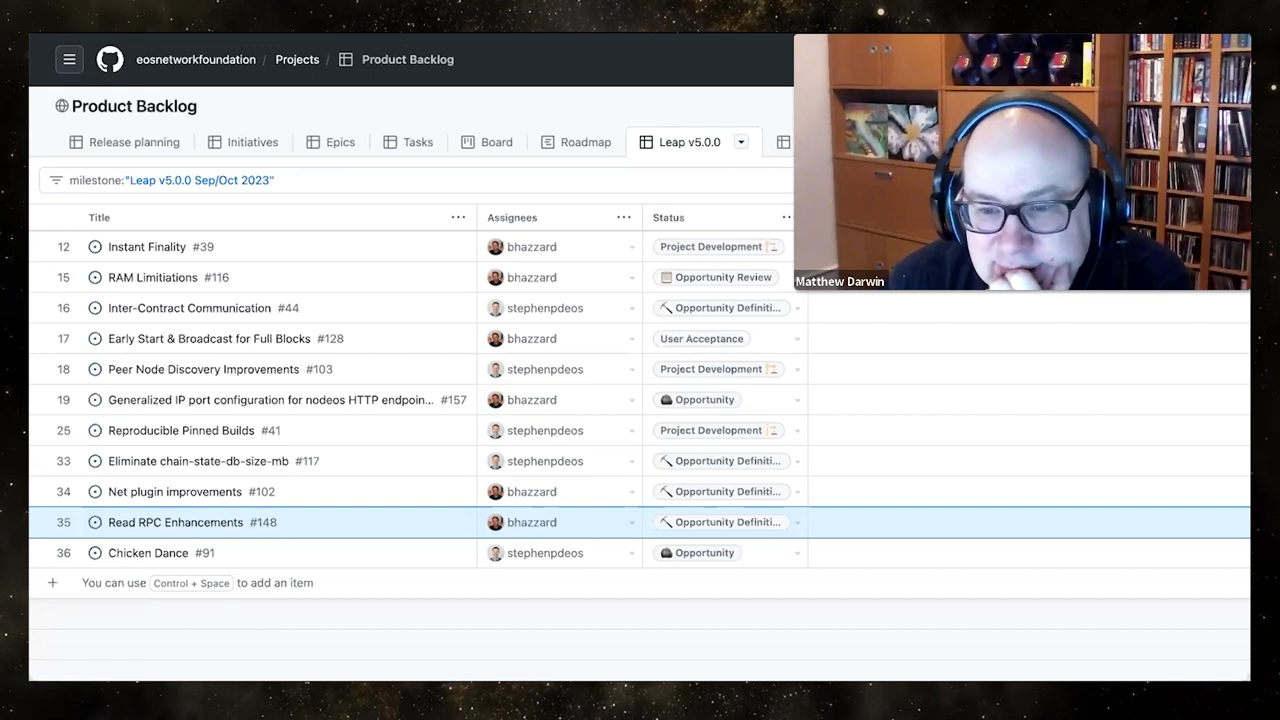 eosnetworkfoundation / Projects / Product Backlog
Product Backlog
Release planning Initiatives Epics Tasks Board Roadmap Leap v5.0.0
milestone:"Leap v5.0.0 Sep/Oct 2023"
Title ... Assignees ... Status ...
12 Instant Finality #39 bhazzard Project Development
15 RAM Limitiations #116 bhazzard Opportunity Review
16 Inter-Contract Communication #44 stephenpdeos Opportunity Definiti...
17 Early Start & Broadcast for Full Blocks #128 bhazzard User Acceptance
18 Peer Node Discovery Improvements #103 stephenpdeos Project Development
19 Generalized IP port configuration for nodeos HTTP endpoin... #157 bhazzard Opportunity
25 Reproducible Pinned Builds #41 stephenpdeos Project Development
33 Eliminate chain-state-db-size-mb #117 stephenpdeos Opportunity Definiti...
34 Net plugin improvements #102 bhazzard Opportunity Definiti...
35 Read RPC Enhancements #148 bhazzard Opportunity Definiti...
36 Chicken Dance #91 stephenpdeos Opportunity
+ You can use Control + Space to add an item
Matthew Darwin